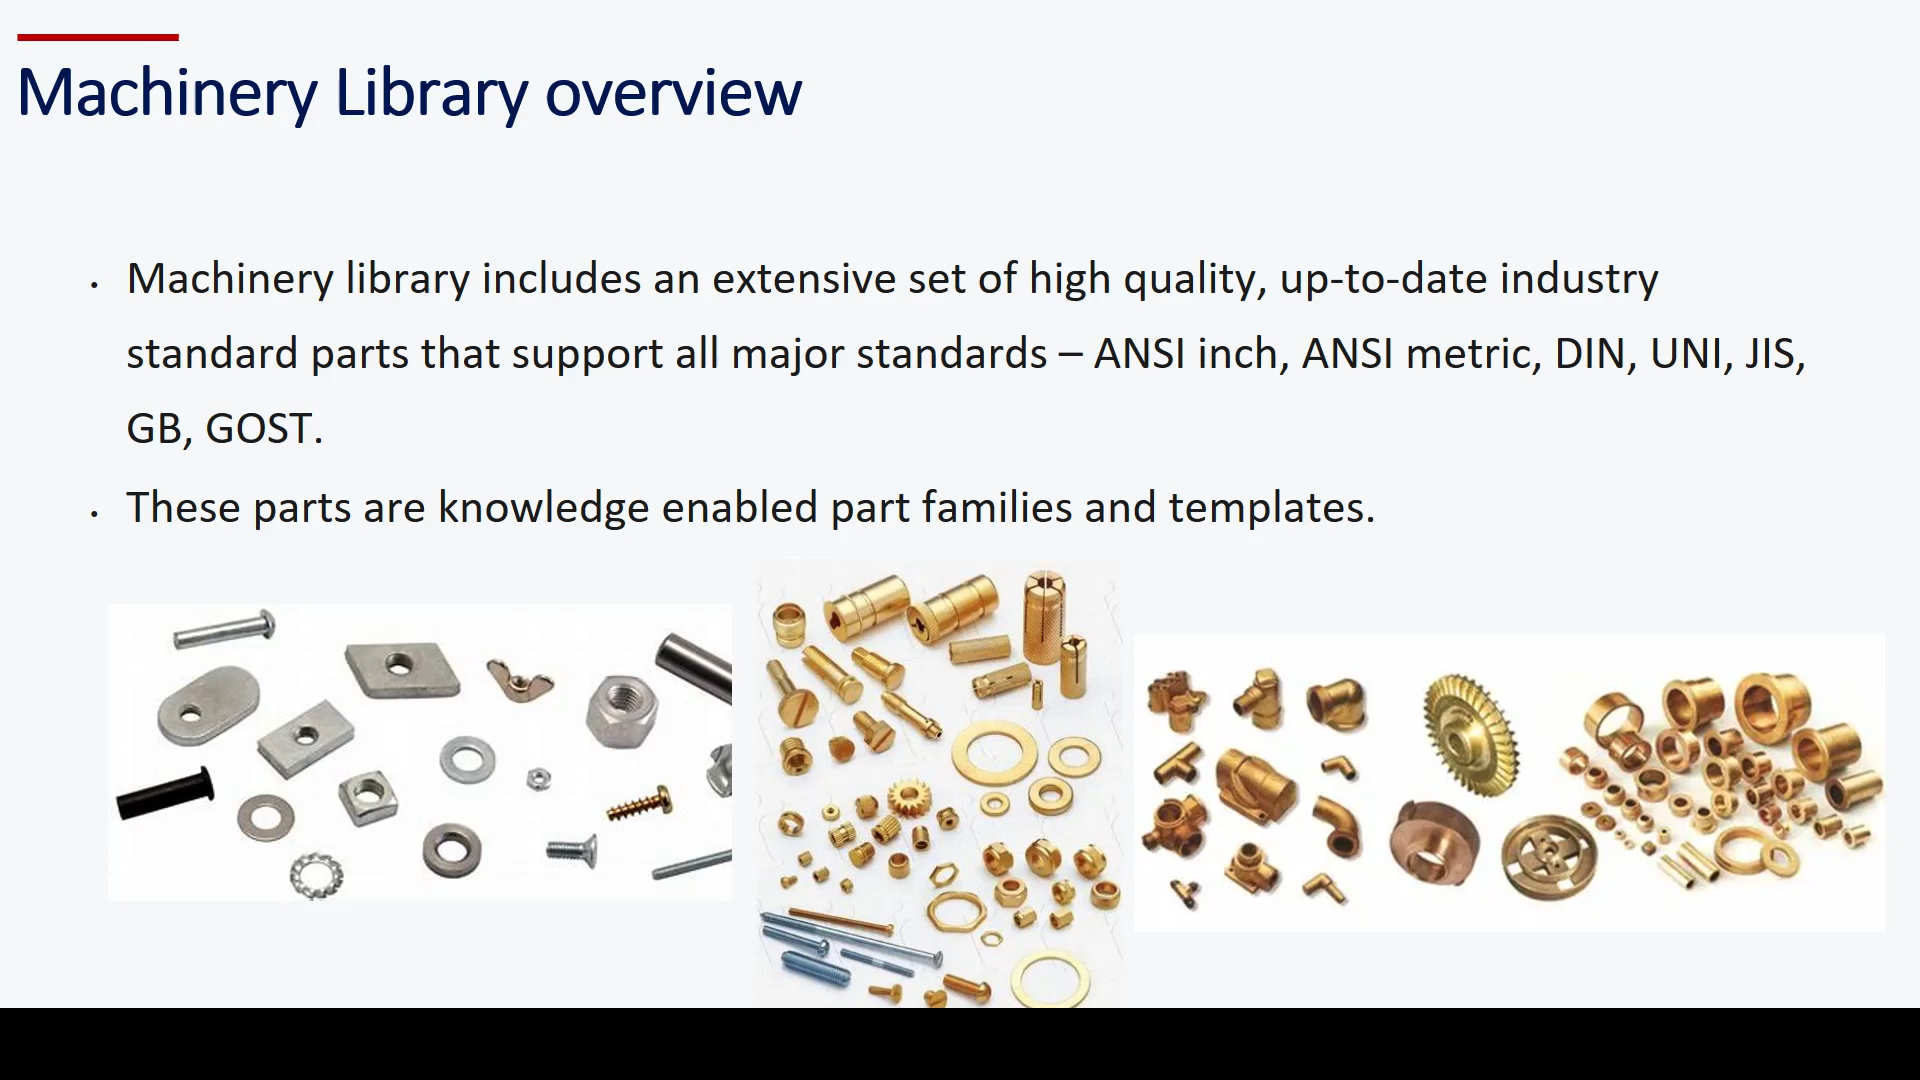 Machinery Library overview
• Machinery library includes an extensive set of high quality, up-to-date industry
standard parts that support all major standards – ANSI inch, ANSI metric, DIN, UNI, JIS,
GB, GOST.
• These parts are knowledge enabled part families and templates.